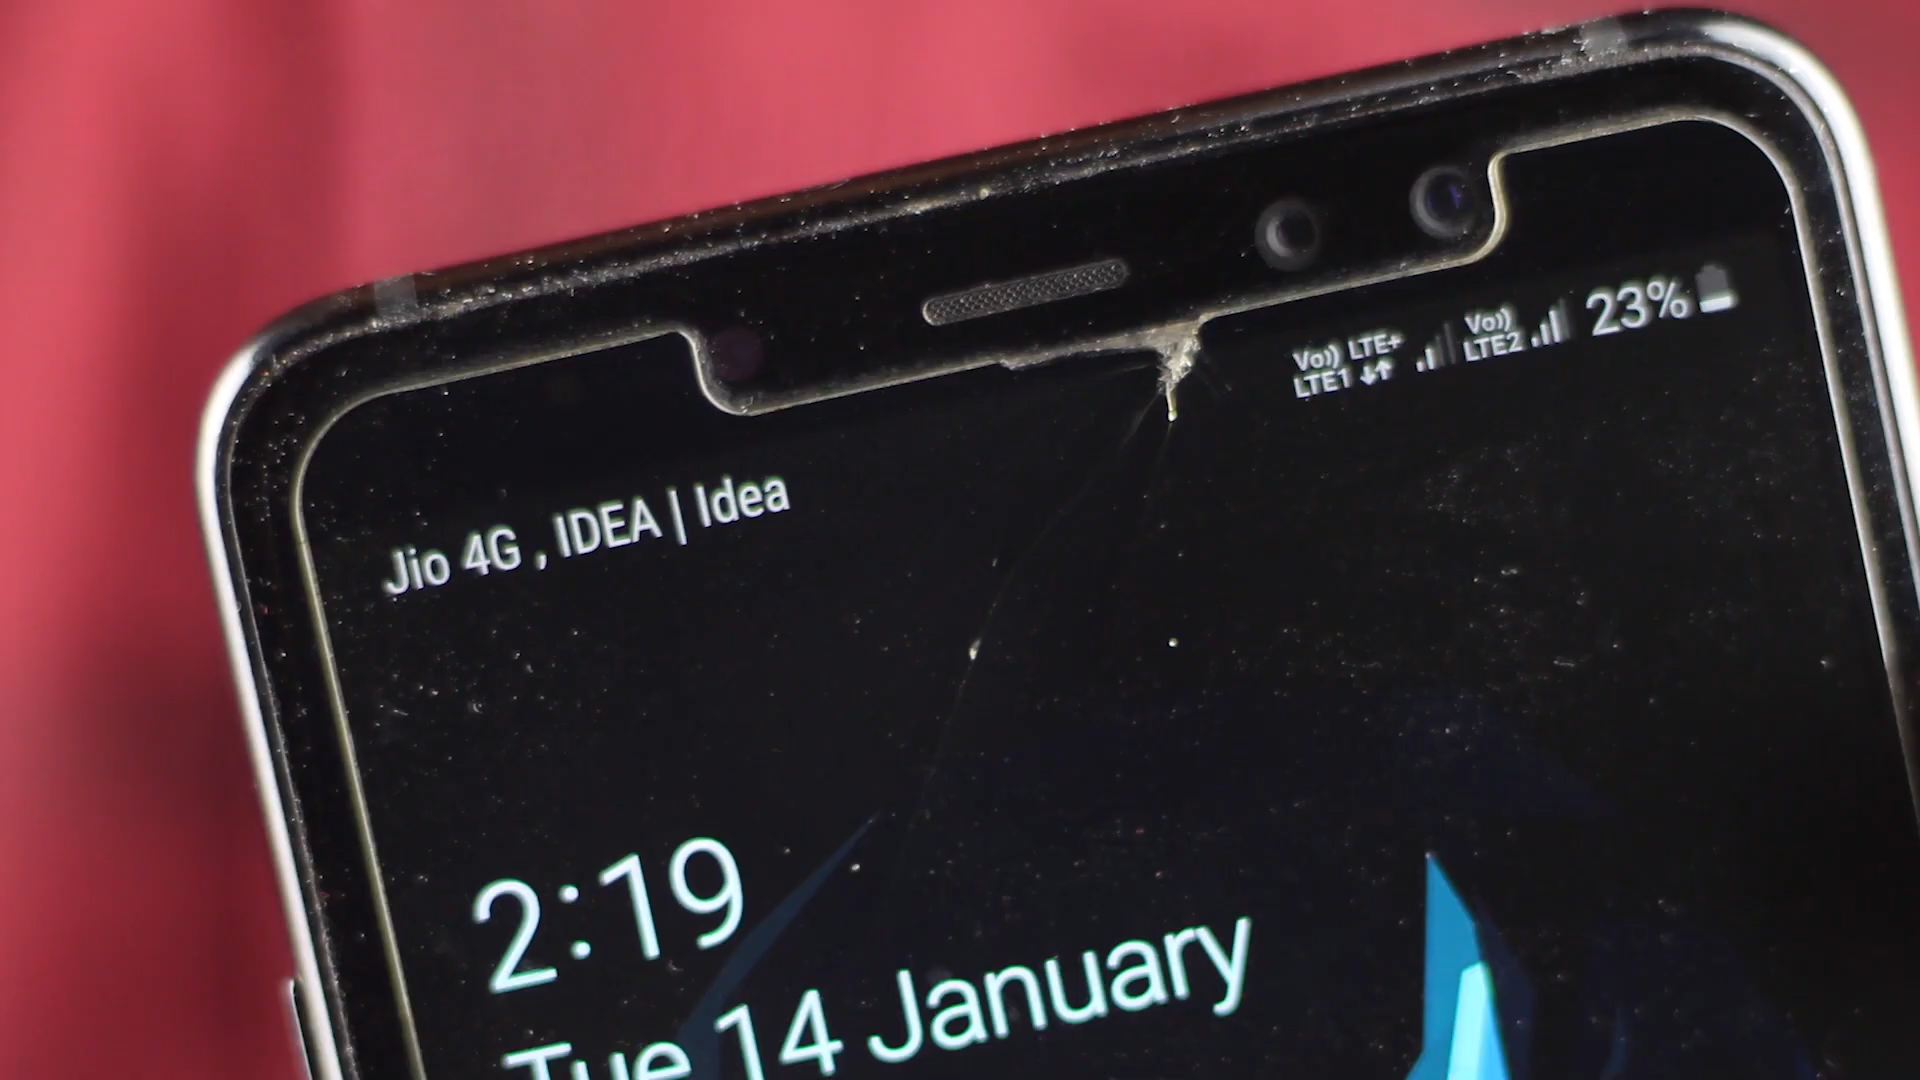 Vo)) LTE+ Vo)) 23%
LTE1 LTE2
Jio 4G , IDEA | Idea
2:19
Tue 14 January